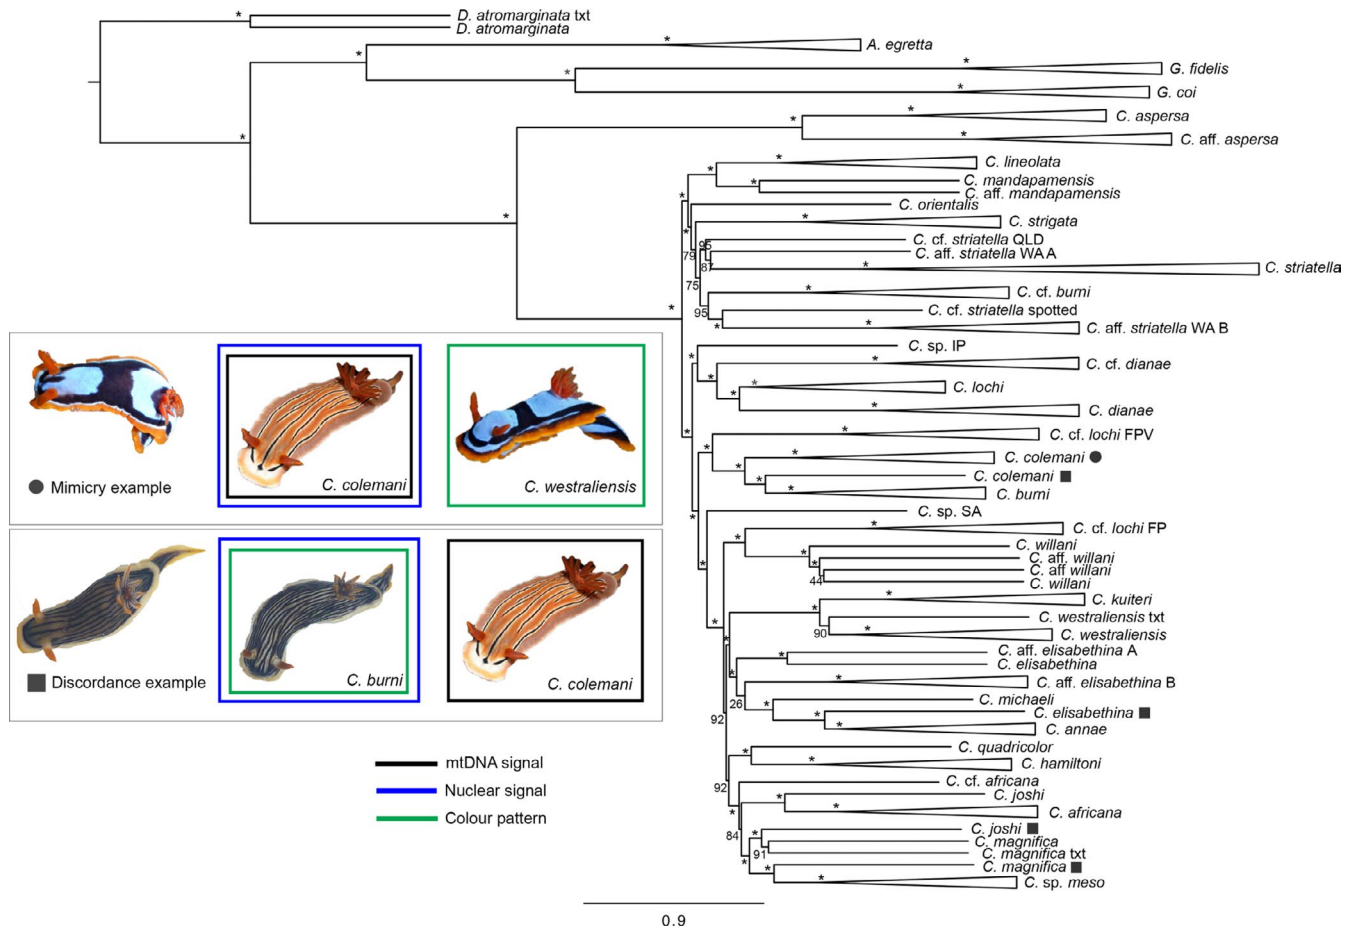 D. atromarginata txt
D. atromarginata
A. egretta
G. fidelis
G. coi
C. aspersa
C. aff. aspersa
C. lineolata
C. mandapamensis
C. aff. mandapamensis
C. orientalis
C. strigata
C. cf. striatella QLD
95
C. aff. striatella WA A
79
87
C. striatella
75
C. cf. burni
C. cf. striatella spotted
95
C. aff. striatella WA B
C. sp. IP
C. cf. dianae
C. lochi
C. dianae
C. cf. lochi FPV
C. colemani
C. colemani
C. burni
C. sp. SA
C. cf. lochi FP
C. willani
C. aff. willani
C. aff willani
44
C. willani
C. kuiteri
C. westraliensis txt
90
C. westraliensis
C. aff. elisabethina A
C. elisabethina
C. aff. elisabethina B
26
C. michaeli
C. elisabethina
92
C. annae
C. quadricolor
C. hamiltoni
C. cf. africana
92
C. joshi
C. africana
C. joshi
84
C. magnifica
91
C. magnifica txt
C. magnifica
C. sp. meso
0.9
Mimicry example
C. colemani
C. westraliensis
Discordance example
C. burni
C. colemani
mtDNA signal
Nuclear signal
Colour pattern